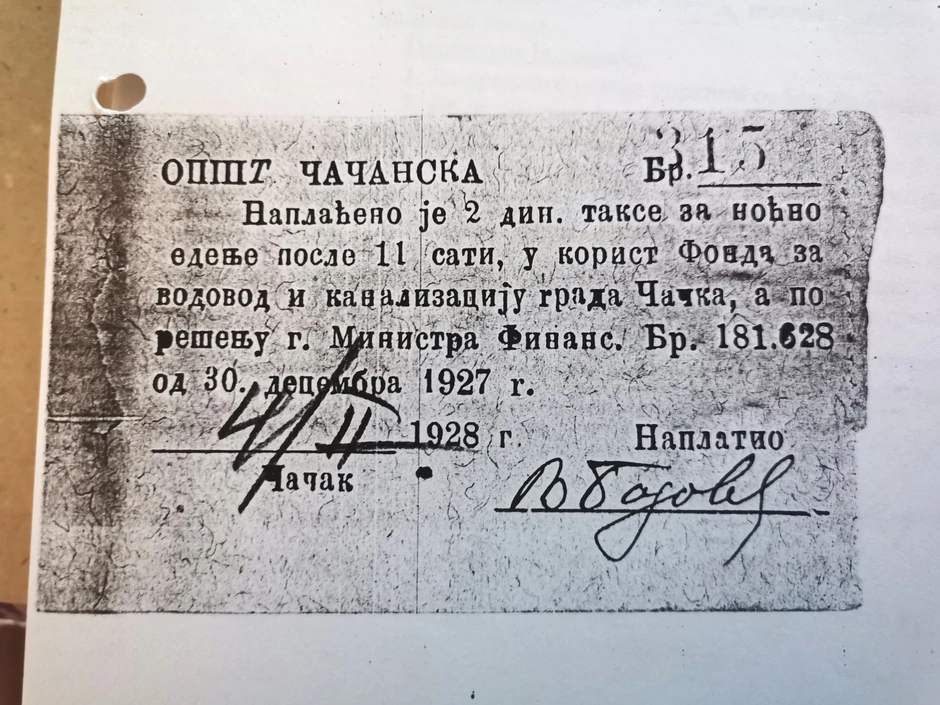 ОПШТ ЧАЧАНСКА Бр. 315
Наплаћено је 2 дин. таксе за ноћно
едење после 11 сати, у корист Фонда за
водовод и канализацију града Чачка, а по
решењу г. Министра Финанс. Бр. 181.628
од 30. децембра 1927 г.
4/II 1928 г. Наплатио
Чачак